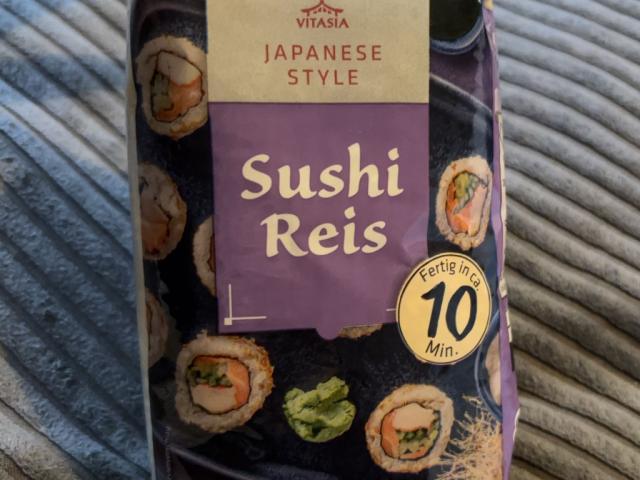 VITASIA
JAPANESE
STYLE
Sushi
Reis
Fertig in ca.
10
Min.